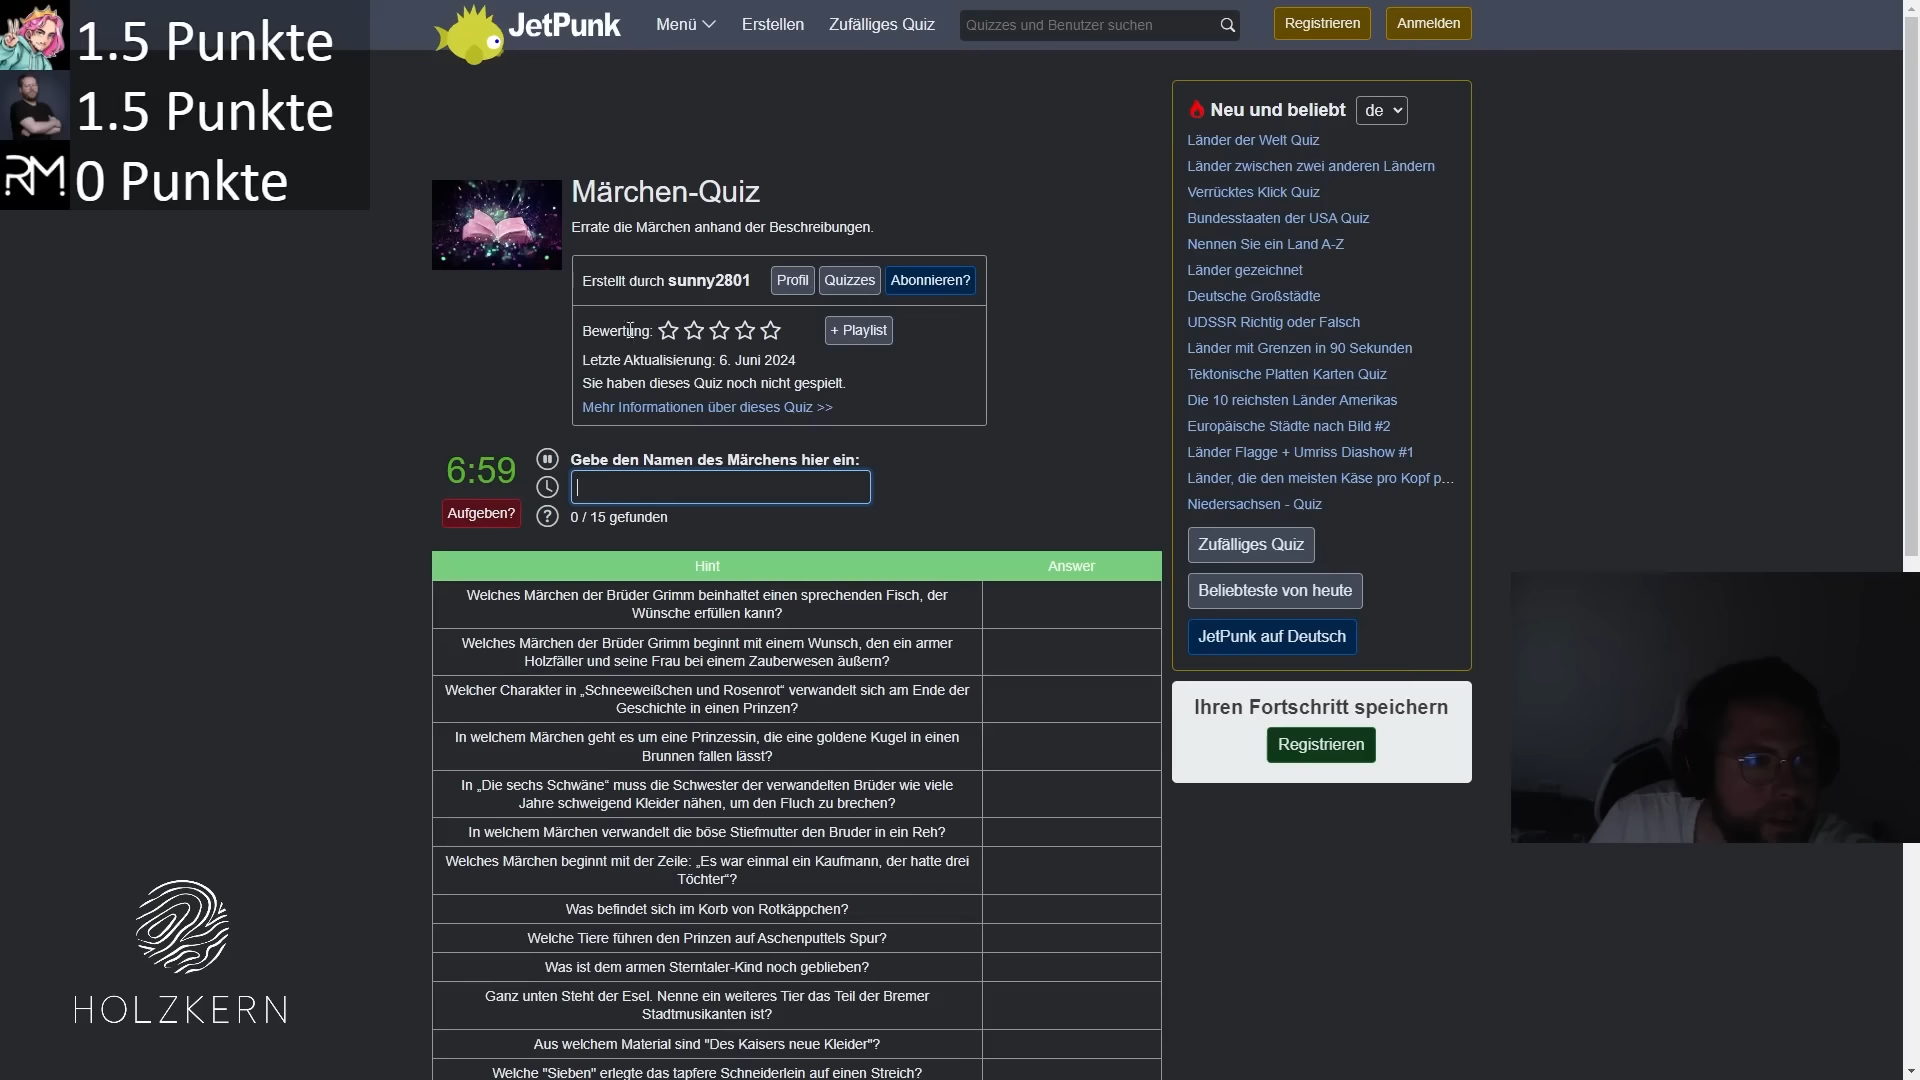 1.5 Punkte
1.5 Punkte
RM 0 Punkte
JetPunk
Menü
Erstellen
Zufälliges Quiz
Quizzes und Benutzer suchen
Registrieren
Anmelden
Märchen-Quiz
Errate die Märchen anhand der Beschreibungen.
Erstellt durch sunny2801
Profil
Quizzes
Abonnieren?
Bewertung:
+ Playlist
Letzte Aktualisierung: 6. Juni 2024
Sie haben dieses Quiz noch nicht gespielt.
Mehr Informationen über dieses Quiz >>
6:59
Aufgeben?
Gebe den Namen des Märchens hier ein:
0 / 15 gefunden
Hint
Answer
Welches Märchen der Brüder Grimm beinhaltet einen sprechenden Fisch, der
Wünsche erfüllen kann?
Welches Märchen der Brüder Grimm beginnt mit einem Wunsch, den ein armer
Holzfäller und seine Frau bei einem Zauberwesen äußern?
Welcher Charakter in „Schneeweißchen und Rosenrot“ verwandelt sich am Ende der
Geschichte in einen Prinzen?
In welchem Märchen geht es um eine Prinzessin, die eine goldene Kugel in einen
Brunnen fallen lässt?
In „Die sechs Schwäne“ muss die Schwester der verwandelten Brüder wie viele
Jahre schweigend Kleider nähen, um den Fluch zu brechen?
In welchem Märchen verwandelt die böse Stiefmutter den Bruder in ein Reh?
Welches Märchen beginnt mit der Zeile: „Es war einmal ein Kaufmann, der hatte drei
Töchter“?
Was befindet sich im Korb von Rotkäppchen?
Welche Tiere führen den Prinzen auf Aschenputtels Spur?
Was ist dem armen Sterntaler-Kind noch geblieben?
Ganz unten Steht der Esel. Nenne ein weiteres Tier das Teil der Bremer
Stadtmusikanten ist?
Aus welchem Material sind "Des Kaisers neue Kleider"?
Welche "Sieben" erlegte das tapfere Schneiderlein auf einen Streich?
Neu und beliebt
de
Länder der Welt Quiz
Länder zwischen zwei anderen Ländern
Verrücktes Klick Quiz
Bundesstaaten der USA Quiz
Nennen Sie ein Land A-Z
Länder gezeichnet
Deutsche Großstädte
UDSSR Richtig oder Falsch
Länder mit Grenzen in 90 Sekunden
Tektonische Platten Karten Quiz
Die 10 reichsten Länder Amerikas
Europäische Städte nach Bild #2
Länder Flagge + Umriss Diashow #1
Länder, die den meisten Käse pro Kopf p...
Niedersachsen - Quiz
Zufälliges Quiz
Beliebteste von heute
JetPunk auf Deutsch
Ihren Fortschritt speichern
Registrieren
HOLZKERN